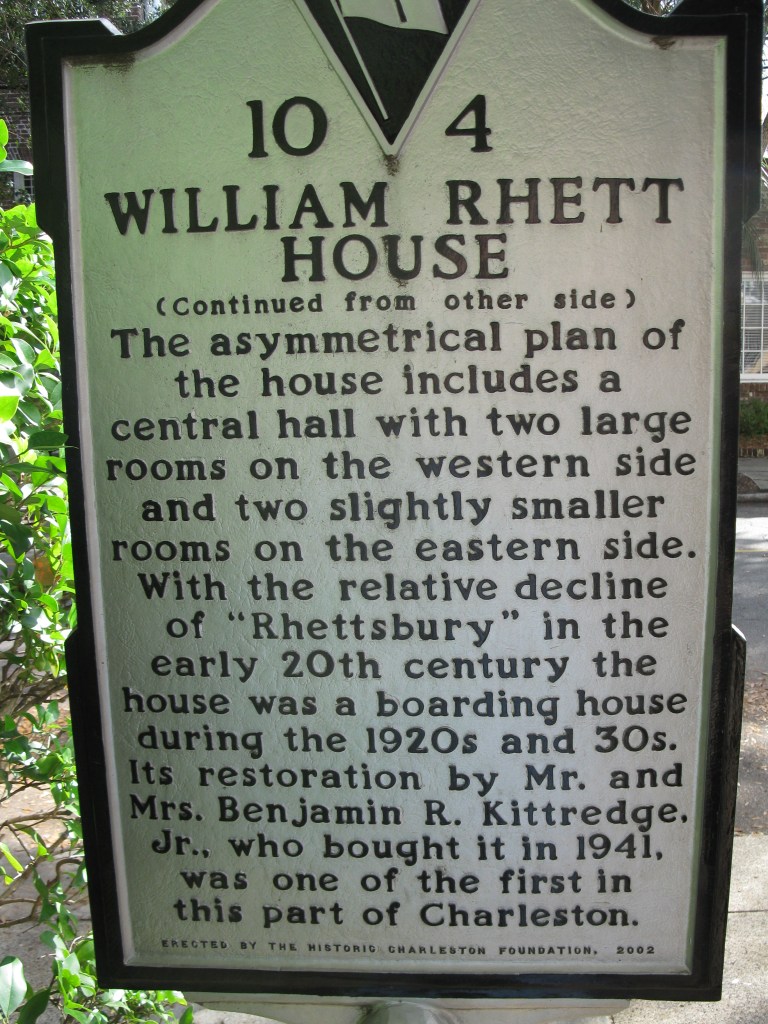 10 4
WILLIAM RHETT
HOUSE
(Continued from other side)
The asymmetrical plan of
the house includes a
central hall with two large
rooms on the western side
and two slightly smaller
rooms on the eastern side.
With the relative decline
of "Rhettsbury" in the
early 20th century the
house was a boarding house
during the 1920s and 30s.
Its restoration by Mr. and
Mrs. Benjamin R. Kittredge,
Jr., who bought it in 1941,
was one of the first in
this part of Charleston.
ERECTED BY THE HISTORIC CHARLESTON FOUNDATION, 2002